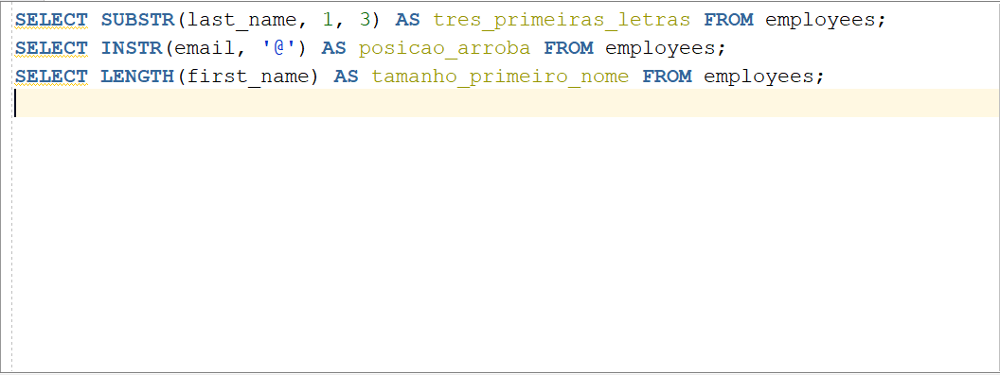 SELECT SUBSTR(last_name, 1, 3) AS tres_primeiras_letras FROM employees;
SELECT INSTR(email, '@') AS posicao_arroba FROM employees;
SELECT LENGTH(first_name) AS tamanho_primeiro_nome FROM employees;